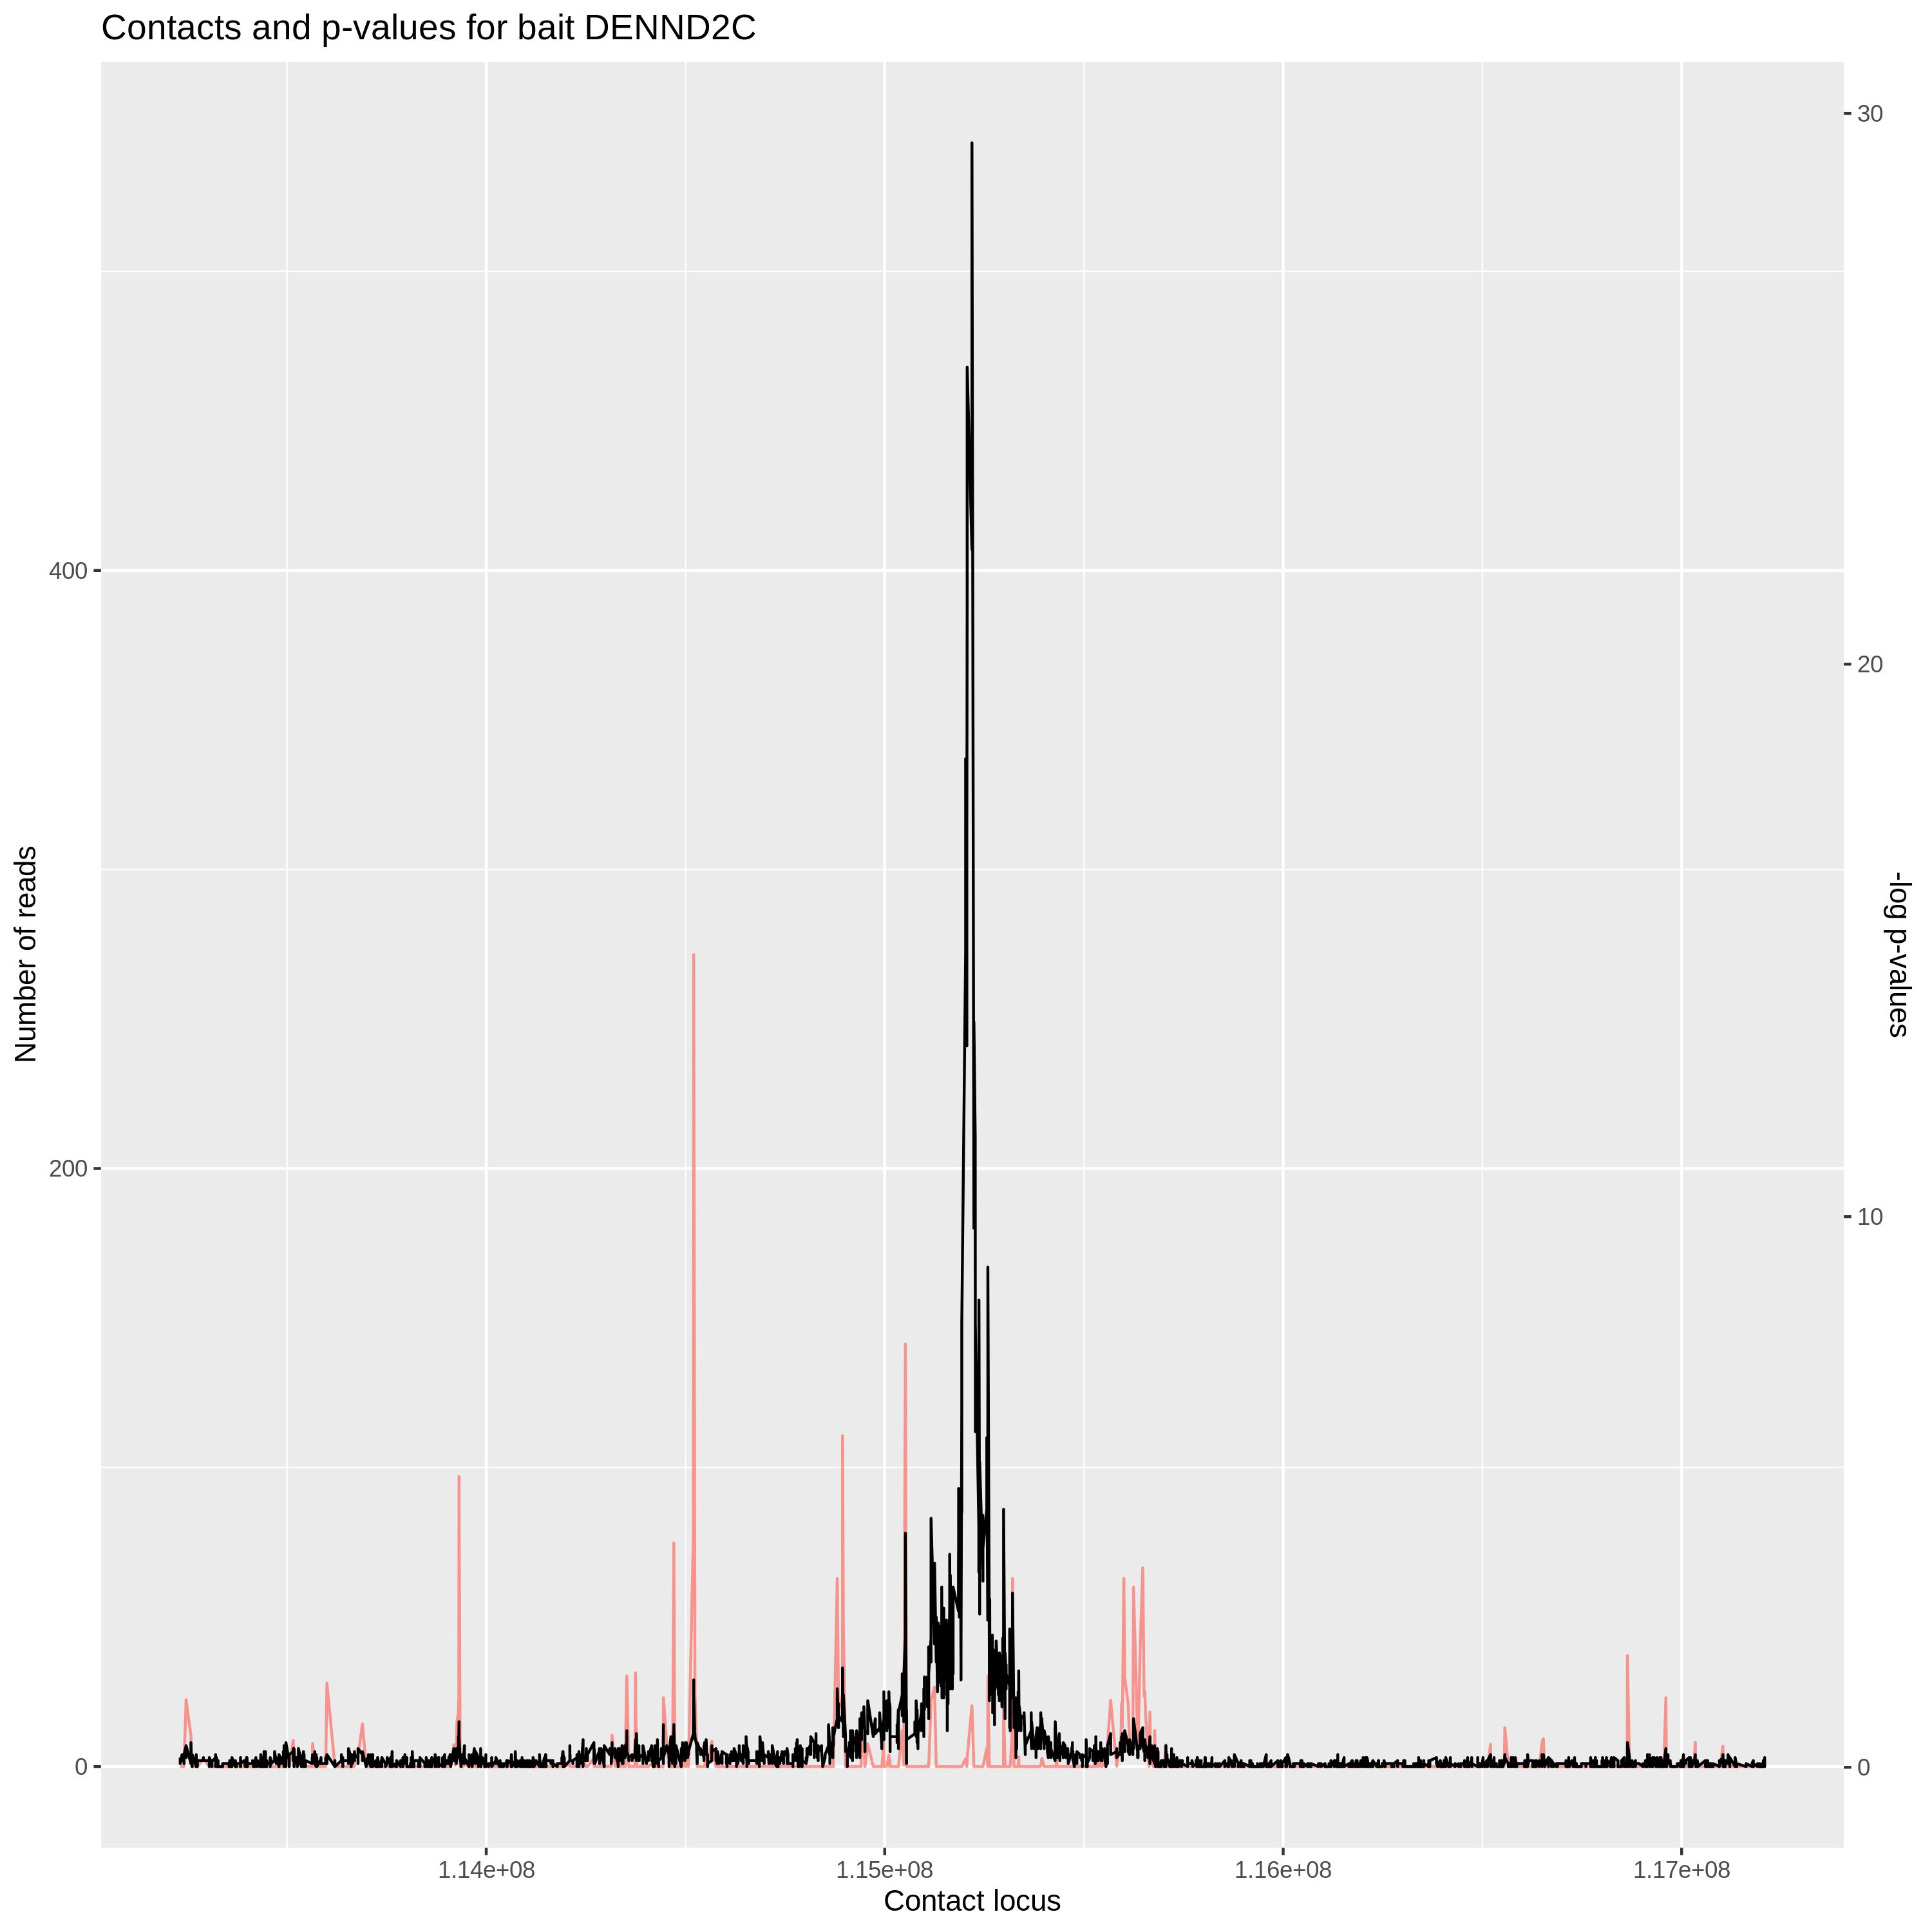 Contacts and p-values for bait DENND2C
30
20
10
0
400
200
0
Number of reads
-log p-values
1.14e+08
1.15e+08
1.16e+08
1.17e+08
Contact locus